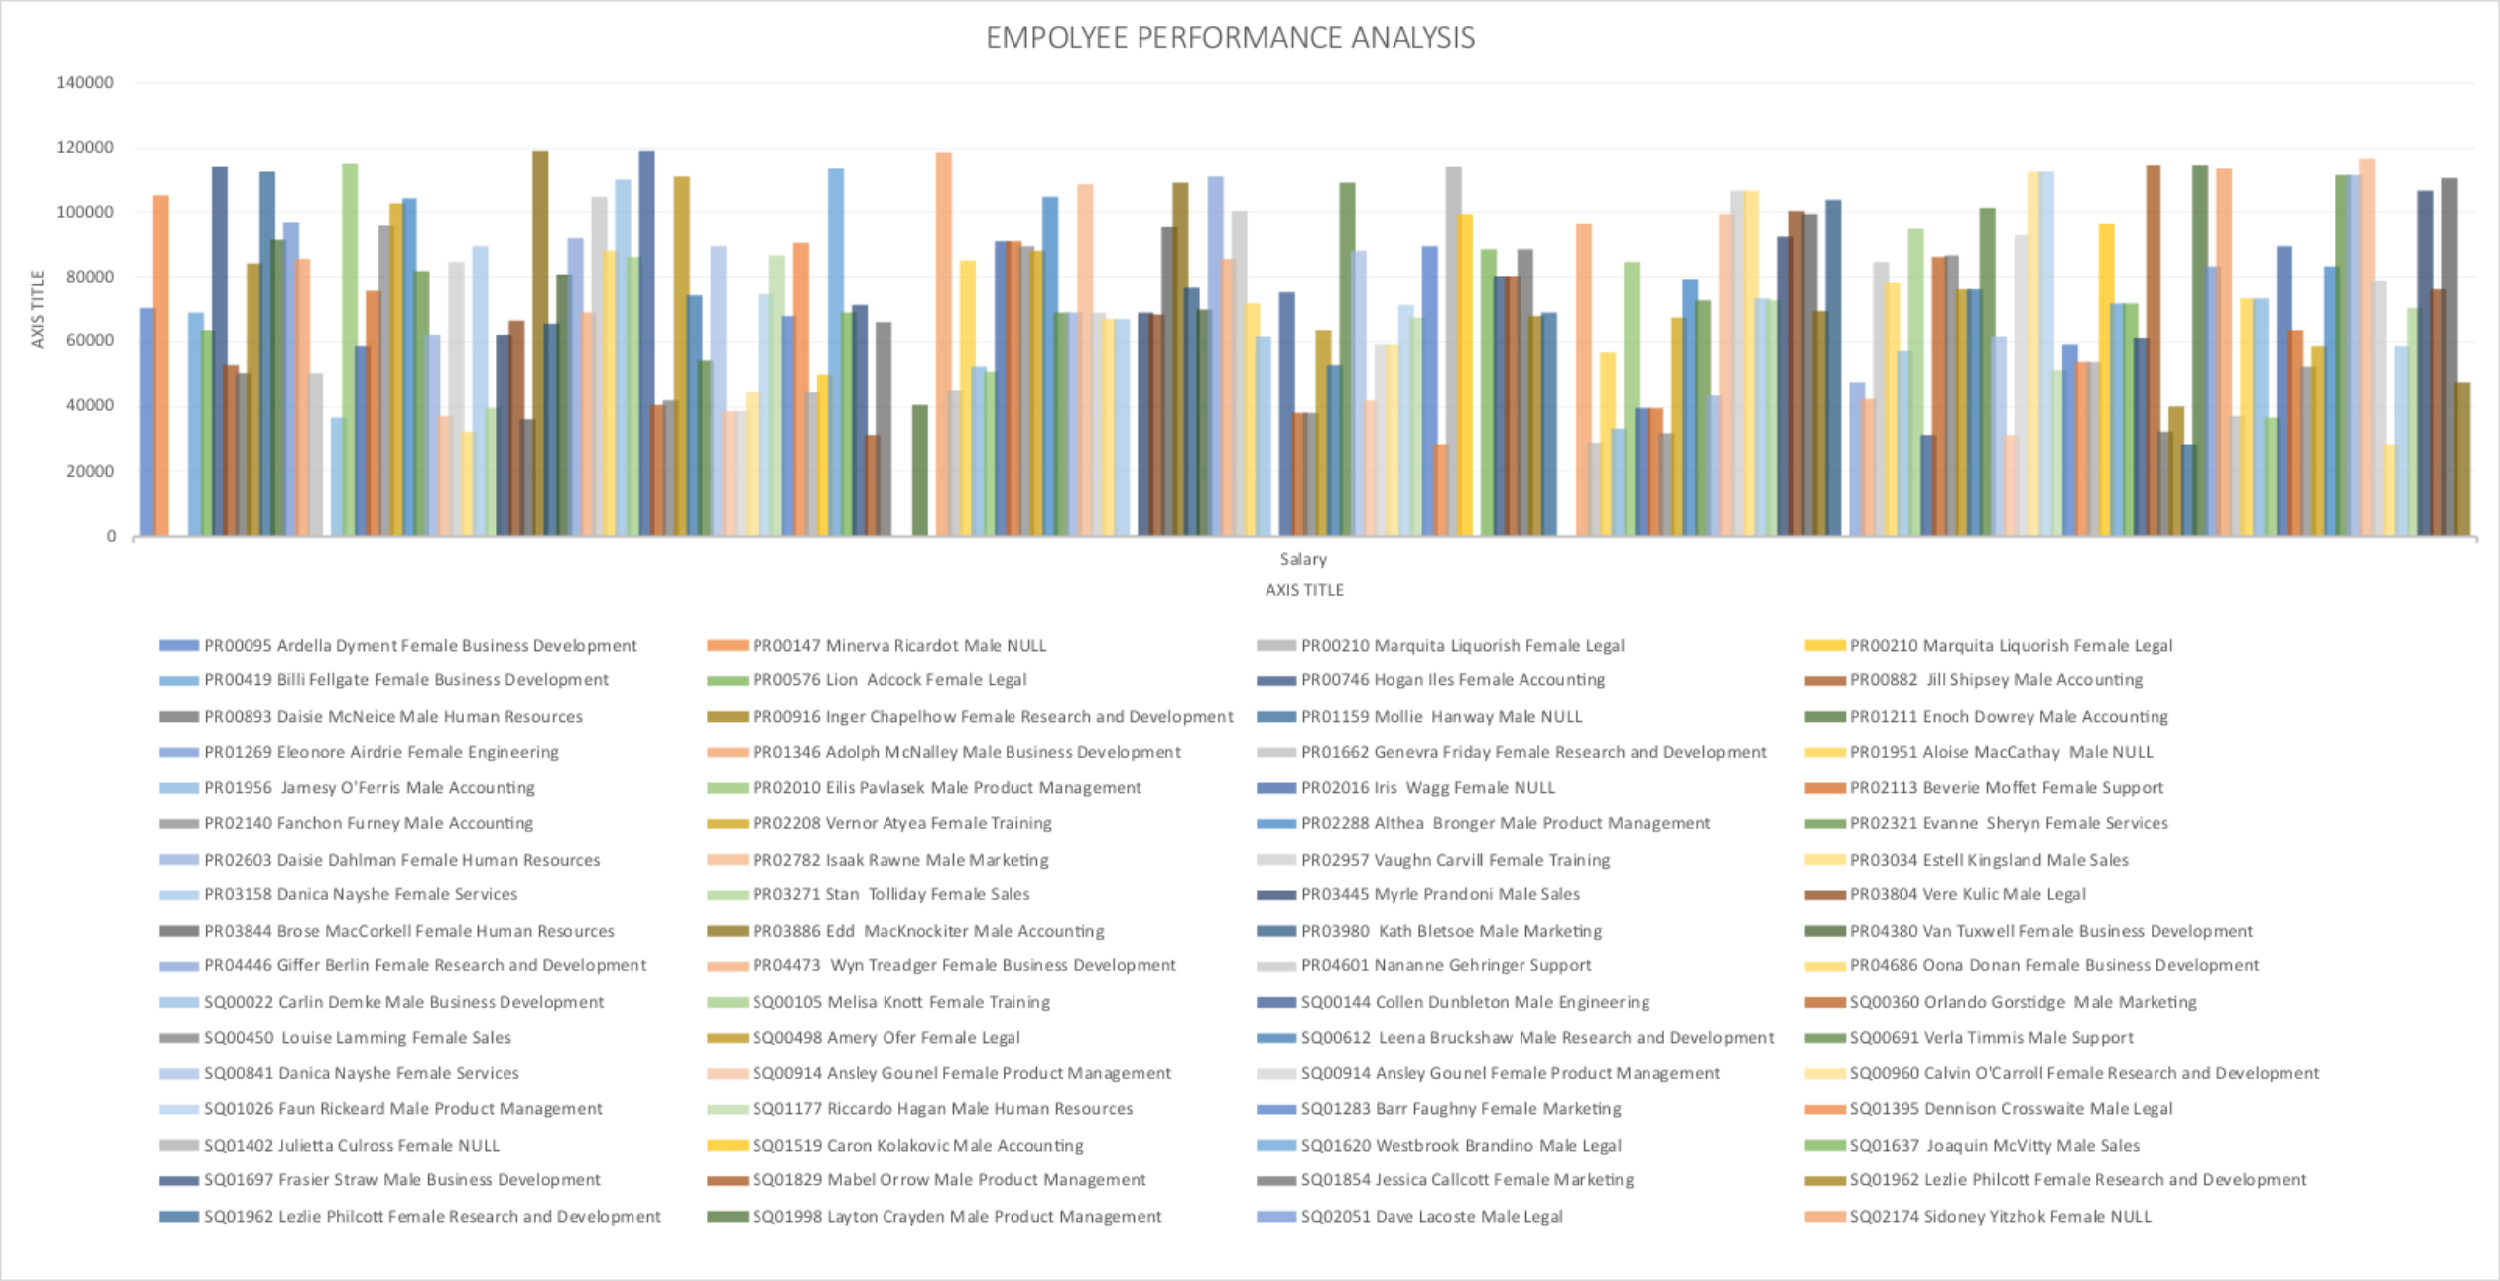 EMPOLYEE PERFORMANCE ANALYSIS
140000
120000
100000
80000
60000
40000
20000
0
AXIS TITLE
Salary
AXIS TITLE
PR00095 Ardella Dyment Female Business Development PR00147 Minerva Ricardot Male NULL PR00210 Marquita Liquorish Female Legal PR00210 Marquita Liquorish Female Legal
PR00419 Billi Fellgate Female Business Development PR00576 Lion  Adcock Female Legal PR00746 Hogan Iles Female Accounting PR00882  Jill Shipsey Male Accounting
PR00893 Daisie McNeice Male Human Resources PR00916 Inger Chapelhow Female Research and Development PR01159 Mollie  Hanway Male NULL PR01211 Enoch Dowrey Male Accounting
PR01269 Eleonore Airdrie Female Engineering PR01346 Adolph McNalley Male Business Development PR01662 Genevra Friday Female Research and Development PR01951 Aloise MacCathay  Male NULL
PR01956  Jamesy O'Ferris Male Accounting PR02010 Eilis Pavlasek Male Product Management PR02016 Iris  Wagg Female NULL PR02113 Beverie Moffet Female Support
PR02140 Fanchon Furney Male Accounting PR02208 Vernor Atyea Female Training PR02288 Althea  Bronger Male Product Management PR02321 Evanne  Sheryn Female Services
PR02603 Daisie Dahlman Female Human Resources PR02782 Isaak Rawne Male Marketing PR02957 Vaughn Carvill Female Training PR03034 Estell Kingsland Male Sales
PR03158 Danica Nayshe Female Services PR03271 Stan  Tolliday Female Sales PR03445 Myrle Prandoni Male Sales PR03804 Vere Kulic Male Legal
PR03844 Brose MacCorkell Female Human Resources PR03886 Edd  MacKnockiter Male Accounting PR03980  Kath Bletsoe Male Marketing PR04380 Van Tuxwell Female Business Development
PR04446 Giffer Berlin Female Research and Development PR04473  Wyn Treadger Female Business Development PR04601 Nananne Gehringer Support PR04686 Oona Donan Female Business Development
SQ00022 Carlin Demke Male Business Development SQ00105 Melisa Knott Female Training SQ00144 Collen Dunbleton Male Engineering SQ00360 Orlando Gorstidge  Male Marketing
SQ00450  Louise Lamming Female Sales SQ00498 Amery Ofer Female Legal SQ00612  Leena Bruckshaw Male Research and Development SQ00691 Verla Timmis Male Support
SQ00841 Danica Nayshe Female Services SQ00914 Ansley Gounel Female Product Management SQ00914 Ansley Gounel Female Product Management SQ00960 Calvin O'Carroll Female Research and Development
SQ01026 Faun Rickeard Male Product Management SQ01177 Riccardo Hagan Male Human Resources SQ01283 Barr Faughny Female Marketing SQ01395 Dennison Crosswaite Male Legal
SQ01402 Julietta Culross Female NULL SQ01519 Caron Kolakovic Male Accounting SQ01620 Westbrook Brandino Male Legal SQ01637  Joaquin McVitty Male Sales
SQ01697 Frasier Straw Male Business Development SQ01829 Mabel Orrow Male Product Management SQ01854 Jessica Callcott Female Marketing SQ01962 Lezlie Philcott Female Research and Development
SQ01962 Lezlie Philcott Female Research and Development SQ01998 Layton Crayden Male Product Management SQ02051 Dave Lacoste Male Legal SQ02174 Sidoney Yitzhok Female NULL